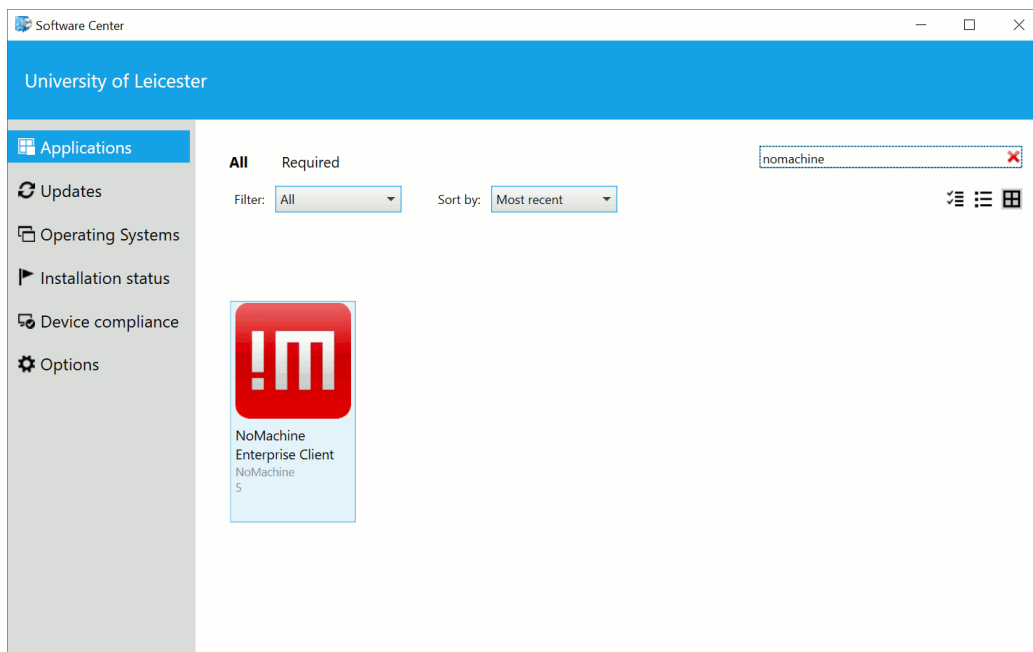 Software Center
University of Leicester
Applications
Updates
Operating Systems
Installation status
Device compliance
Options
All Required
nomachine
Filter: All Sort by: Most recent
!M
NoMachine
Enterprise Client
NoMachine
5